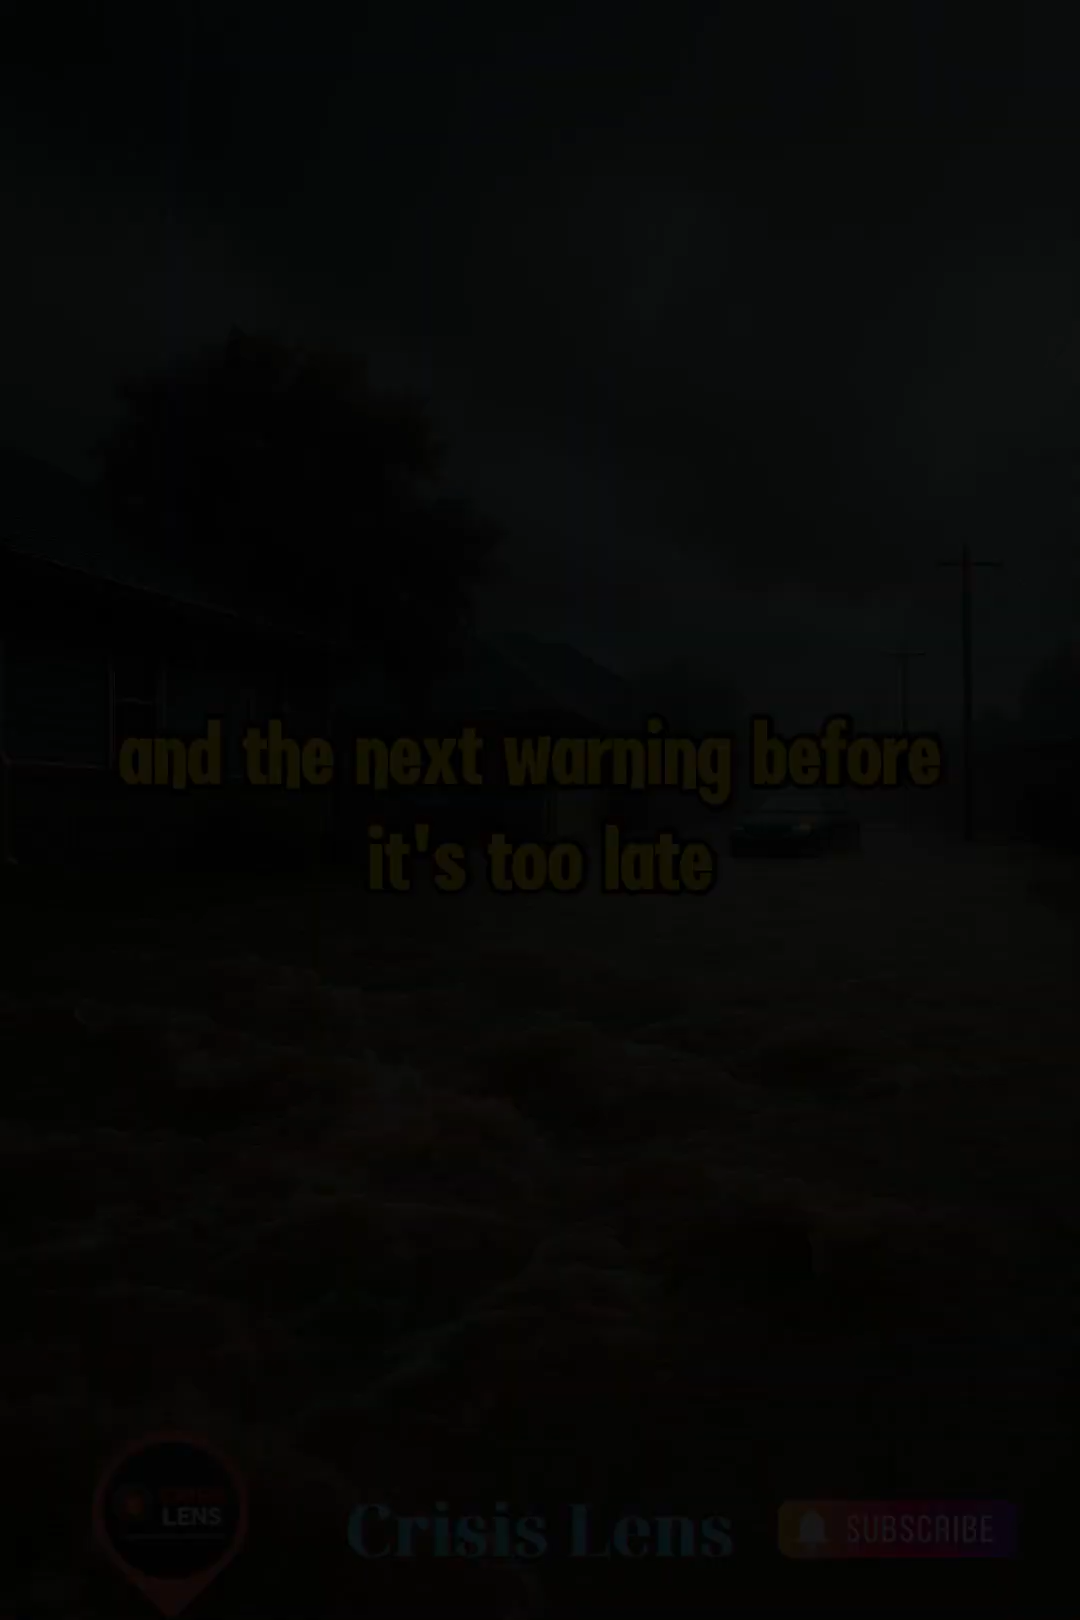 and the next warning before
it's too late
LENS
Crisis Lens
SUBSCRIBE